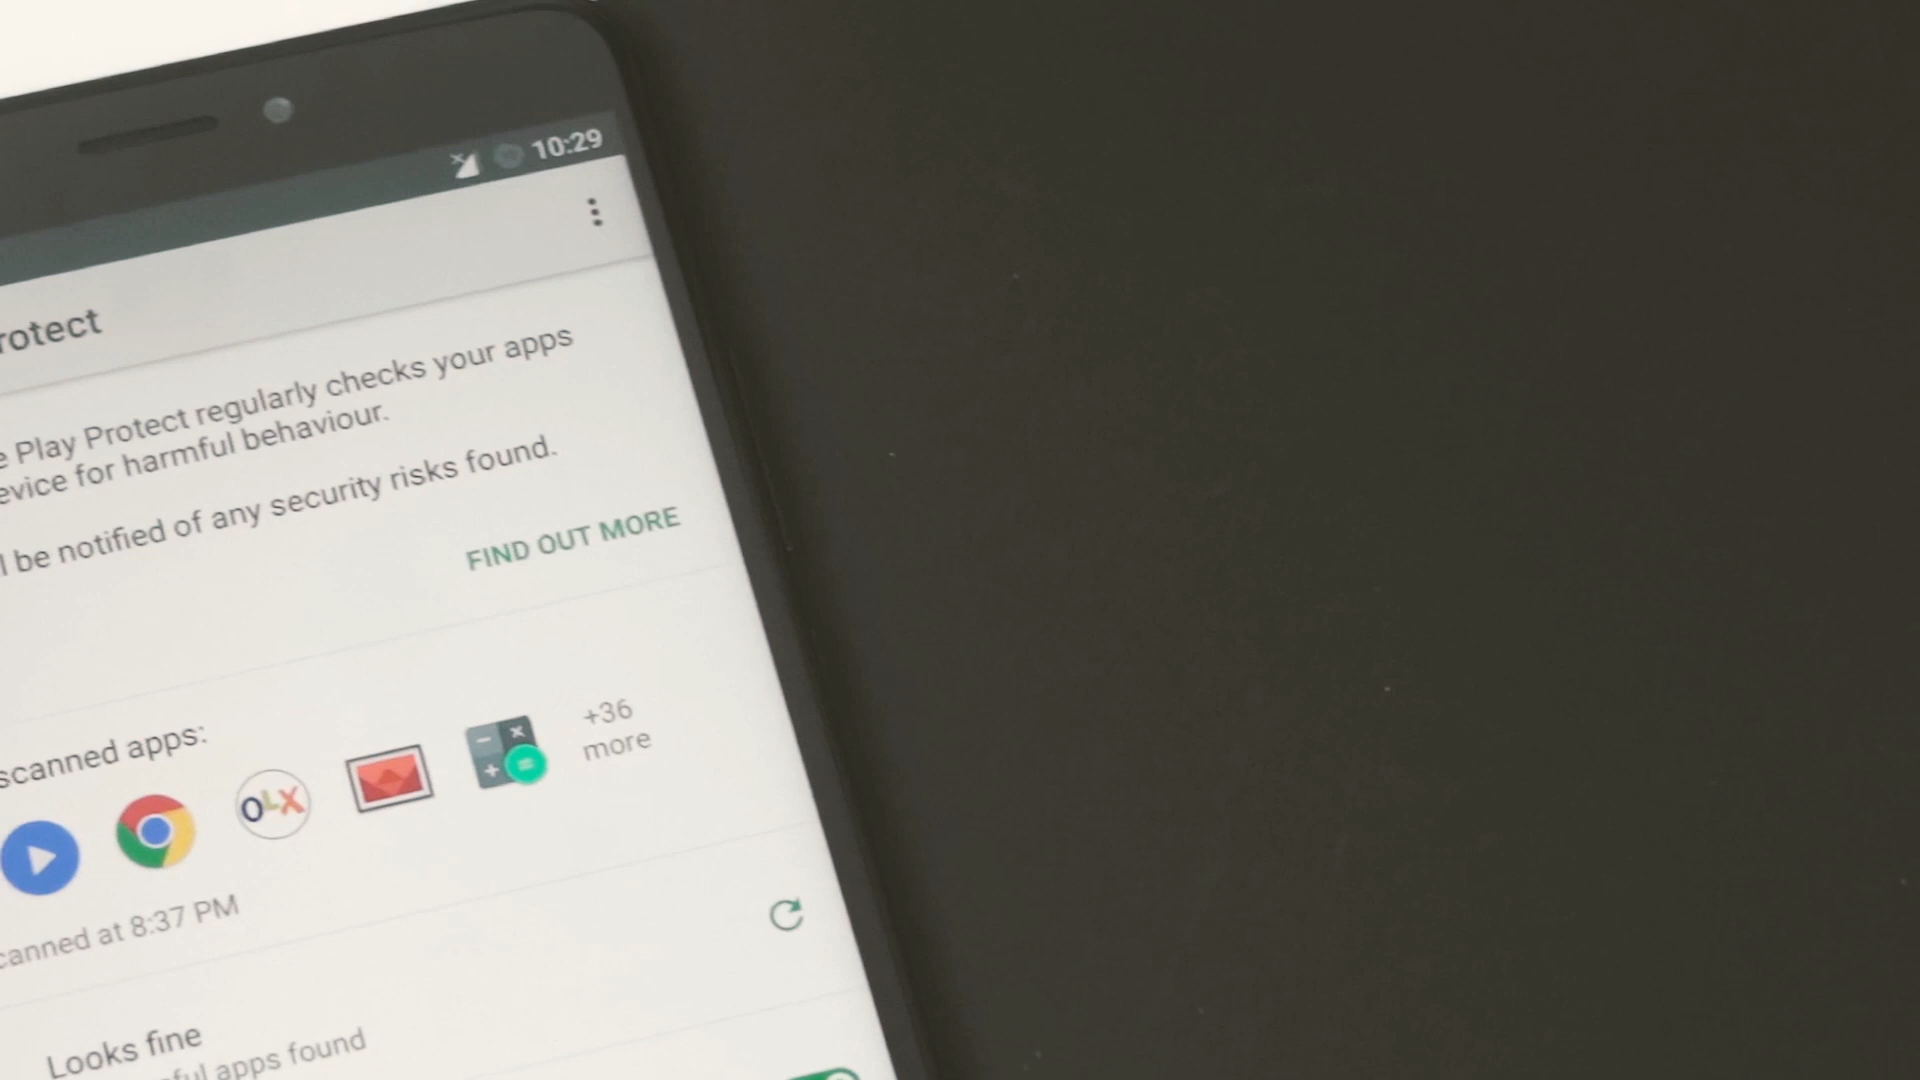 10:29
rotect
e Play Protect regularly checks your apps
evice for harmful behaviour.
l be notified of any security risks found.
FIND OUT MORE
scanned apps:
+36
more
OLX
canned at 8:37 PM
Looks fine
ful apps found